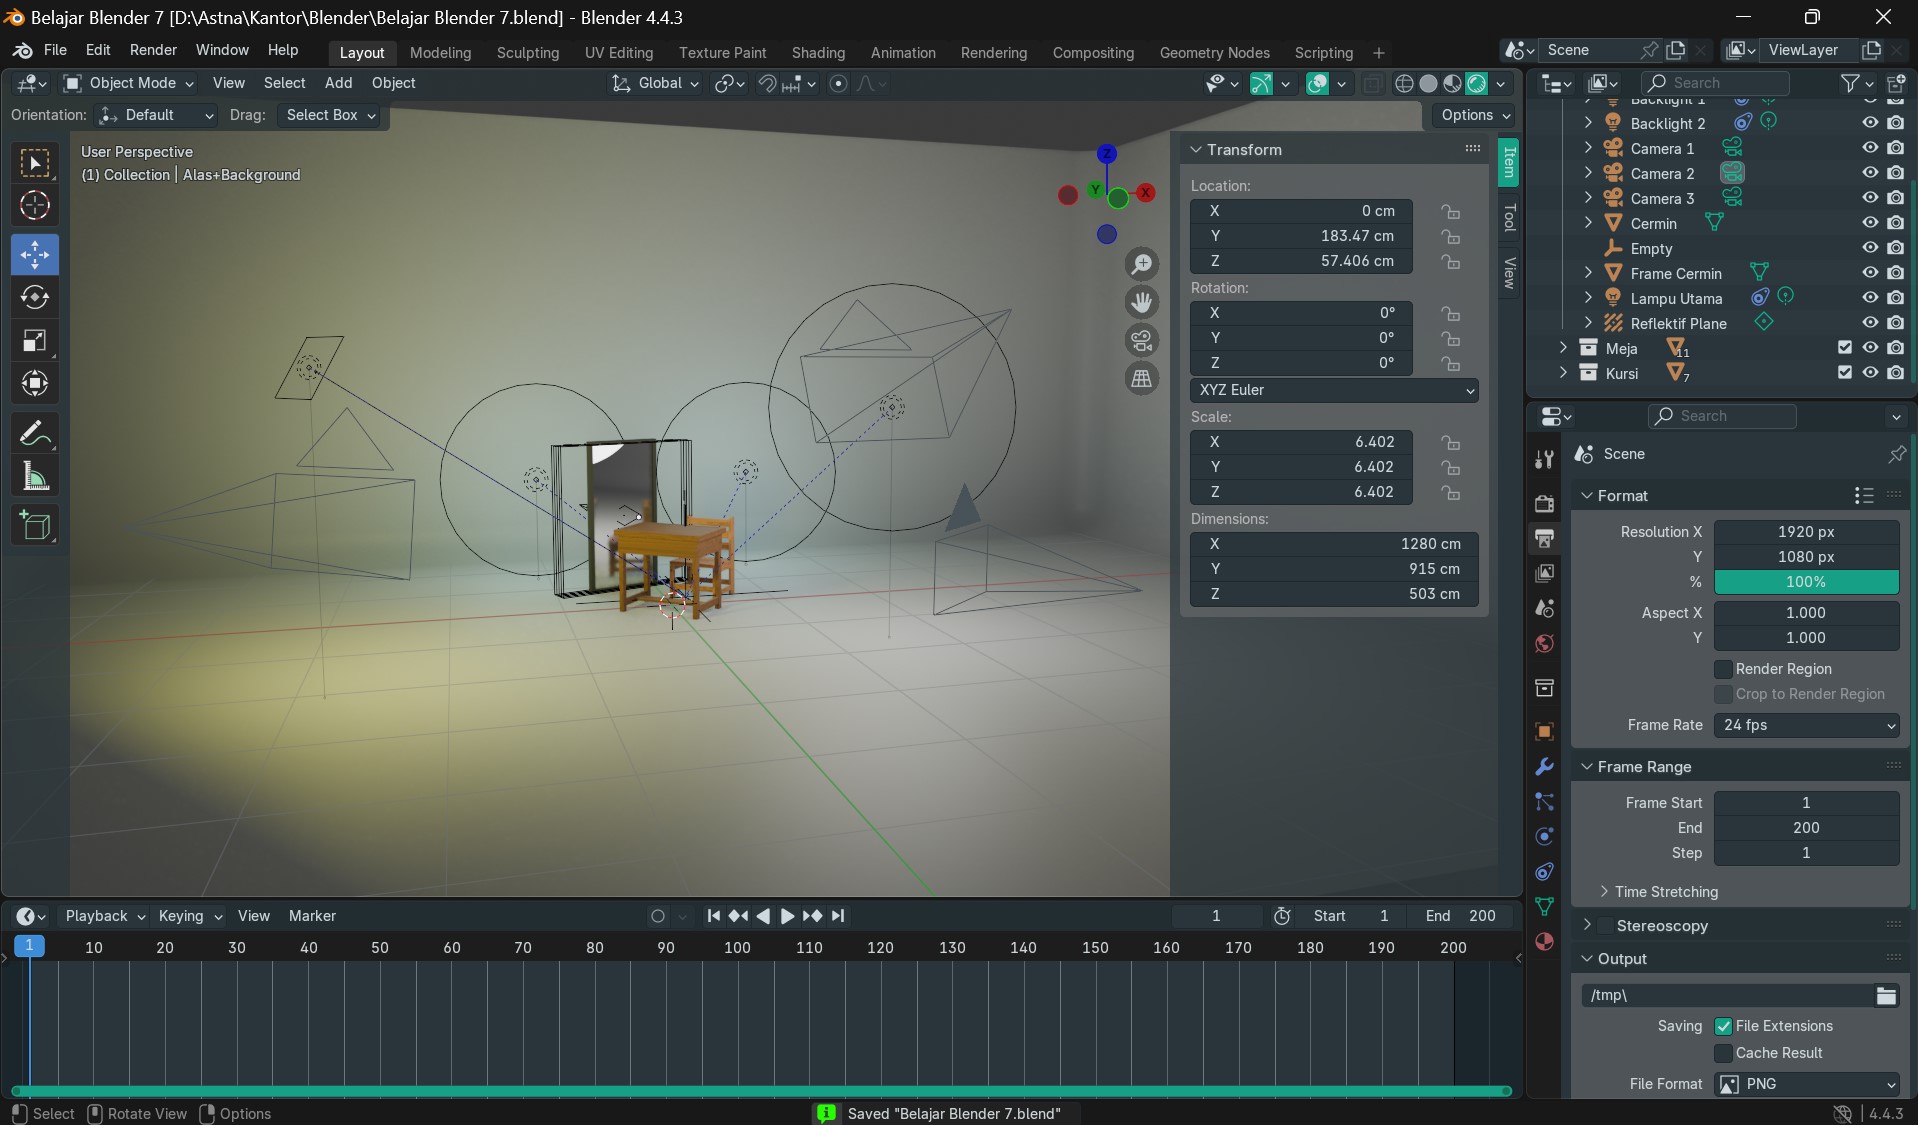 Belajar Blender 7 [D:\Astna\Kantor\Blender\Belajar Blender 7.blend] - Blender 4.4.3
File Edit Render Window Help Layout Modeling Sculpting UV Editing Texture Paint Shading Animation Rendering Compositing Geometry Nodes Scripting + Scene ViewLayer
Object Mode View Select Add Object Global Search
Orientation: Default Drag: Select Box Options
User Perspective
(1) Collection | Alas+Background
Z
Y
X
Transform
Location:
X 0 cm
Y 183.47 cm
Z 57.406 cm
Rotation:
X 0°
Y 0°
Z 0°
XYZ Euler
Scale:
X 6.402
Y 6.402
Z 6.402
Dimensions:
X 1280 cm
Y 915 cm
Z 503 cm
Item
Tool
View
Backlight 1
Backlight 2
Camera 1
Camera 2
Camera 3
Cermin
Empty
Frame Cermin
Lampu Utama
Reflektif Plane
Meja 11
Kursi 7
Search
Scene
Format
Resolution X 1920 px
Y 1080 px
% 100%
Aspect X 1.000
Y 1.000
Render Region
Crop to Render Region
Frame Rate 24 fps
Frame Range
Frame Start 1
End 200
Step 1
Time Stretching
Stereoscopy
Output
/tmp\
Saving File Extensions
Cache Result
File Format PNG
Playback Keying View Marker 1 Start 1 End 200
1 10 20 30 40 50 60 70 80 90 100 110 120 130 140 150 160 170 180 190 200
Select Rotate View Options Saved "Belajar Blender 7.blend" 4.4.3